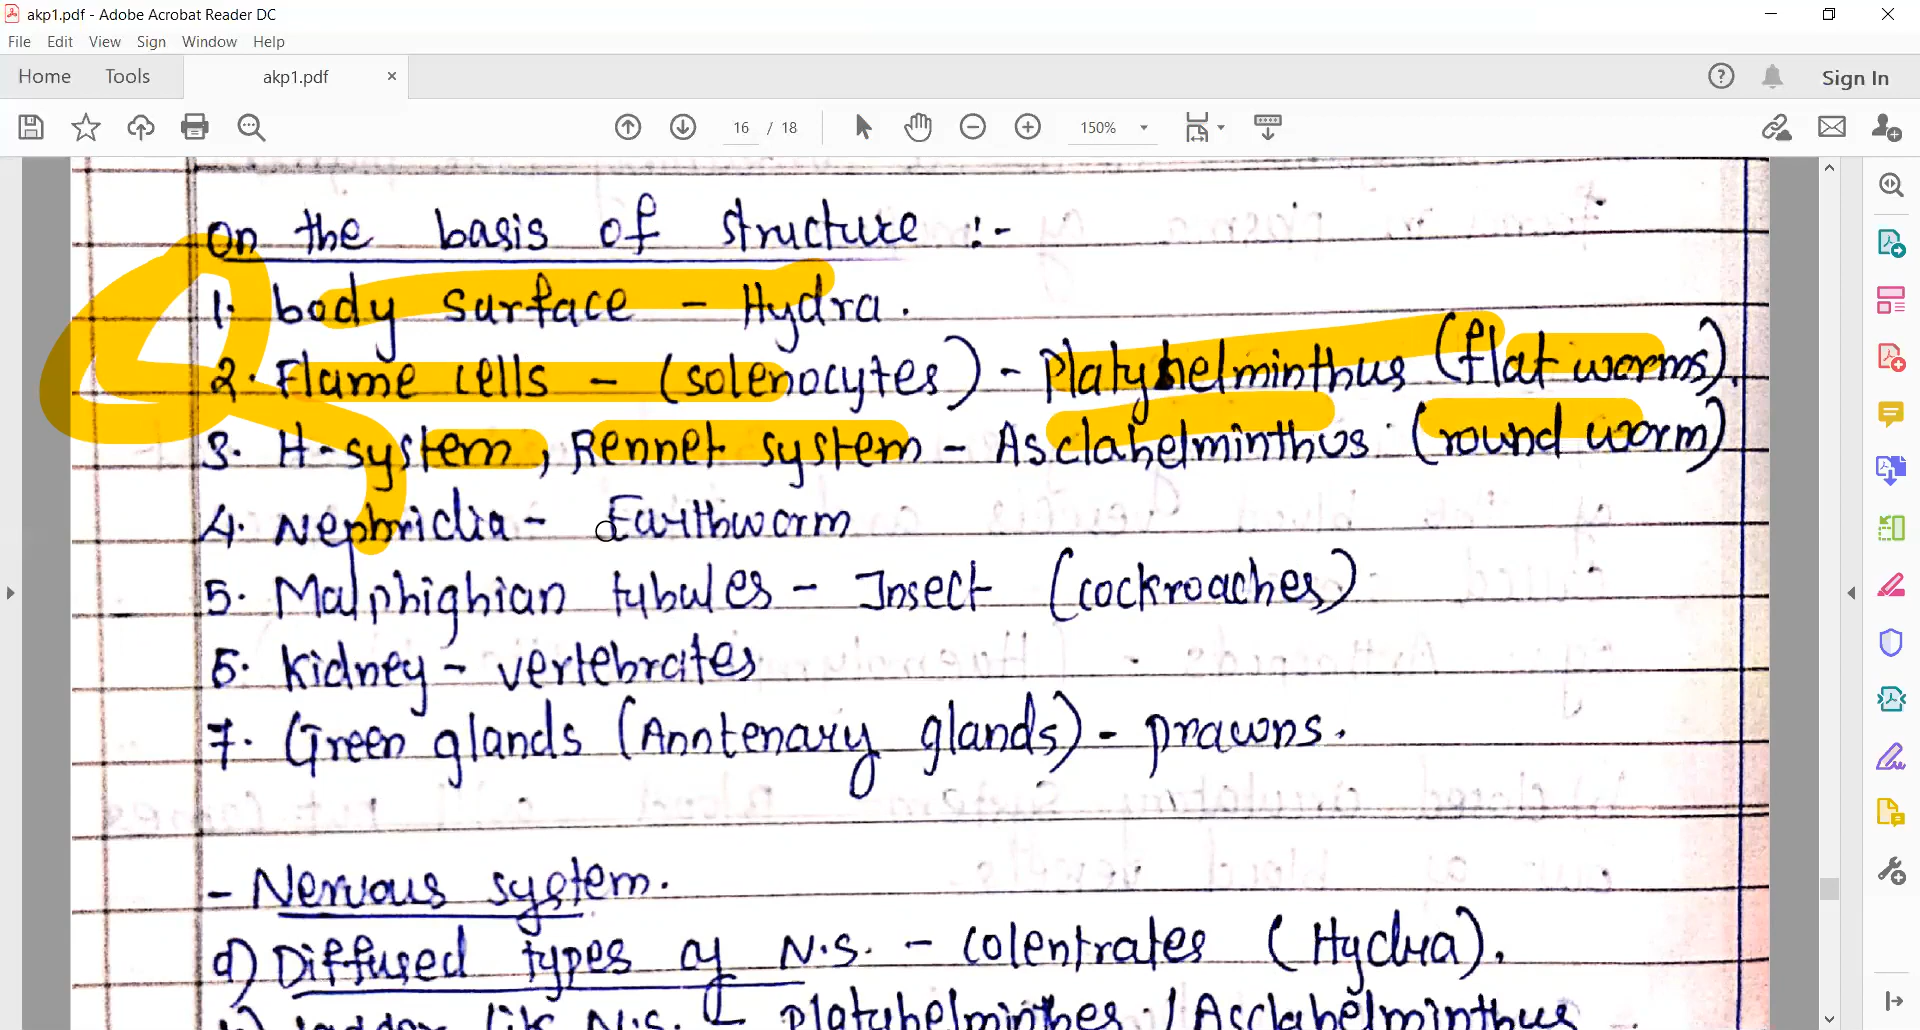 akp1.pdf - Adobe Acrobat Reader DC
File Edit View Sign Window Help
Home Tools akp1.pdf × Sign In
16 / 18 150%
On the basis of structure :-
1. body surface - Hydra.
2. Flame cells - (solenocytes) - Platyhelminthus (flat worms).
3. H-system, Rennet system - Asclahelminthus. (round worm)
4. Nephridia - Earthworm
5. Malphighian tubules - Insect (cockroaches)
6. Kidney - vertebrates
7. Green glands (Anntenary glands) - prawns.
- Nervous system.
a) Diffused types of N.S. - colentrates (Hydra).
b) laddar lik N.S. - platyhelminthes / Asclahelminthus